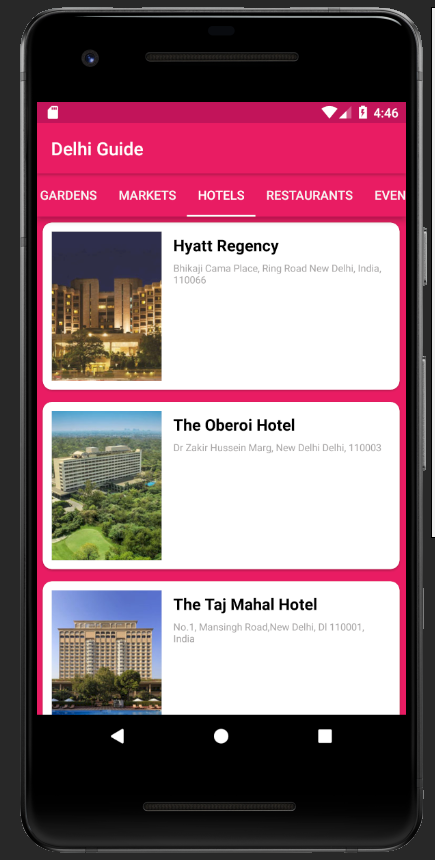 4:46
Delhi Guide
GARDENS MARKETS HOTELS RESTAURANTS EVEN
Hyatt Regency
Bhikaji Cama Place, Ring Road New Delhi, India,
110066
The Oberoi Hotel
Dr Zakir Hussein Marg, New Delhi Delhi, 110003
The Taj Mahal Hotel
No.1, Mansingh Road,New Delhi, Dl 110001,
India